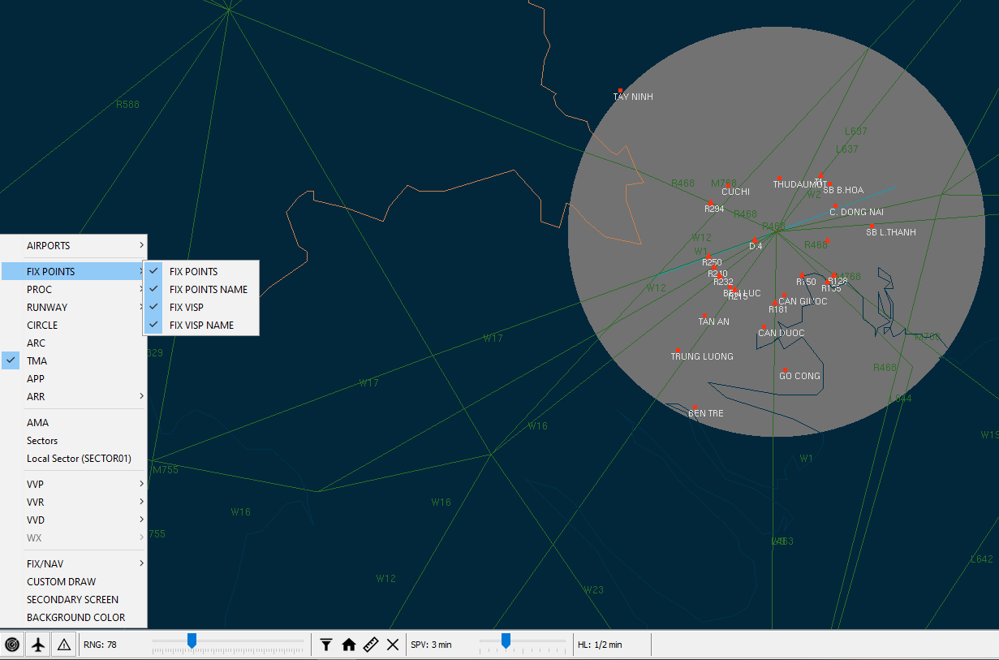 R588
TAY NINH
L637
L637
R468
M768
CUCHI
THUDAUMOT
SB B.HOA
W2
R294
R468
C. DONG NAI
R468
SB L.THANH
W12
R468
D.4
W1
R250
R210
R232
W12
BEN LUC
R215
R150
R128
R135
M768
CAN GIUOC
R181
TAN AN
CAN DUOC
M768
W17
TRUNG LUONG
R468
329
GO CONG
W17
L644
BEN TRE
W16
W19
W1
M755
W16
W16
755
L642
W12
W23
AIRPORTS
FIX POINTS
PROC
RUNWAY
CIRCLE
ARC
TMA
APP
ARR
AMA
Sectors
Local Sector (SECTOR01)
VVP
VVR
VVD
WX
FIX/NAV
CUSTOM DRAW
SECONDARY SCREEN
BACKGROUND COLOR
FIX POINTS
FIX POINTS NAME
FIX VISP
FIX VISP NAME
RNG: 78
SPV: 3 min
HL: 1/2 min